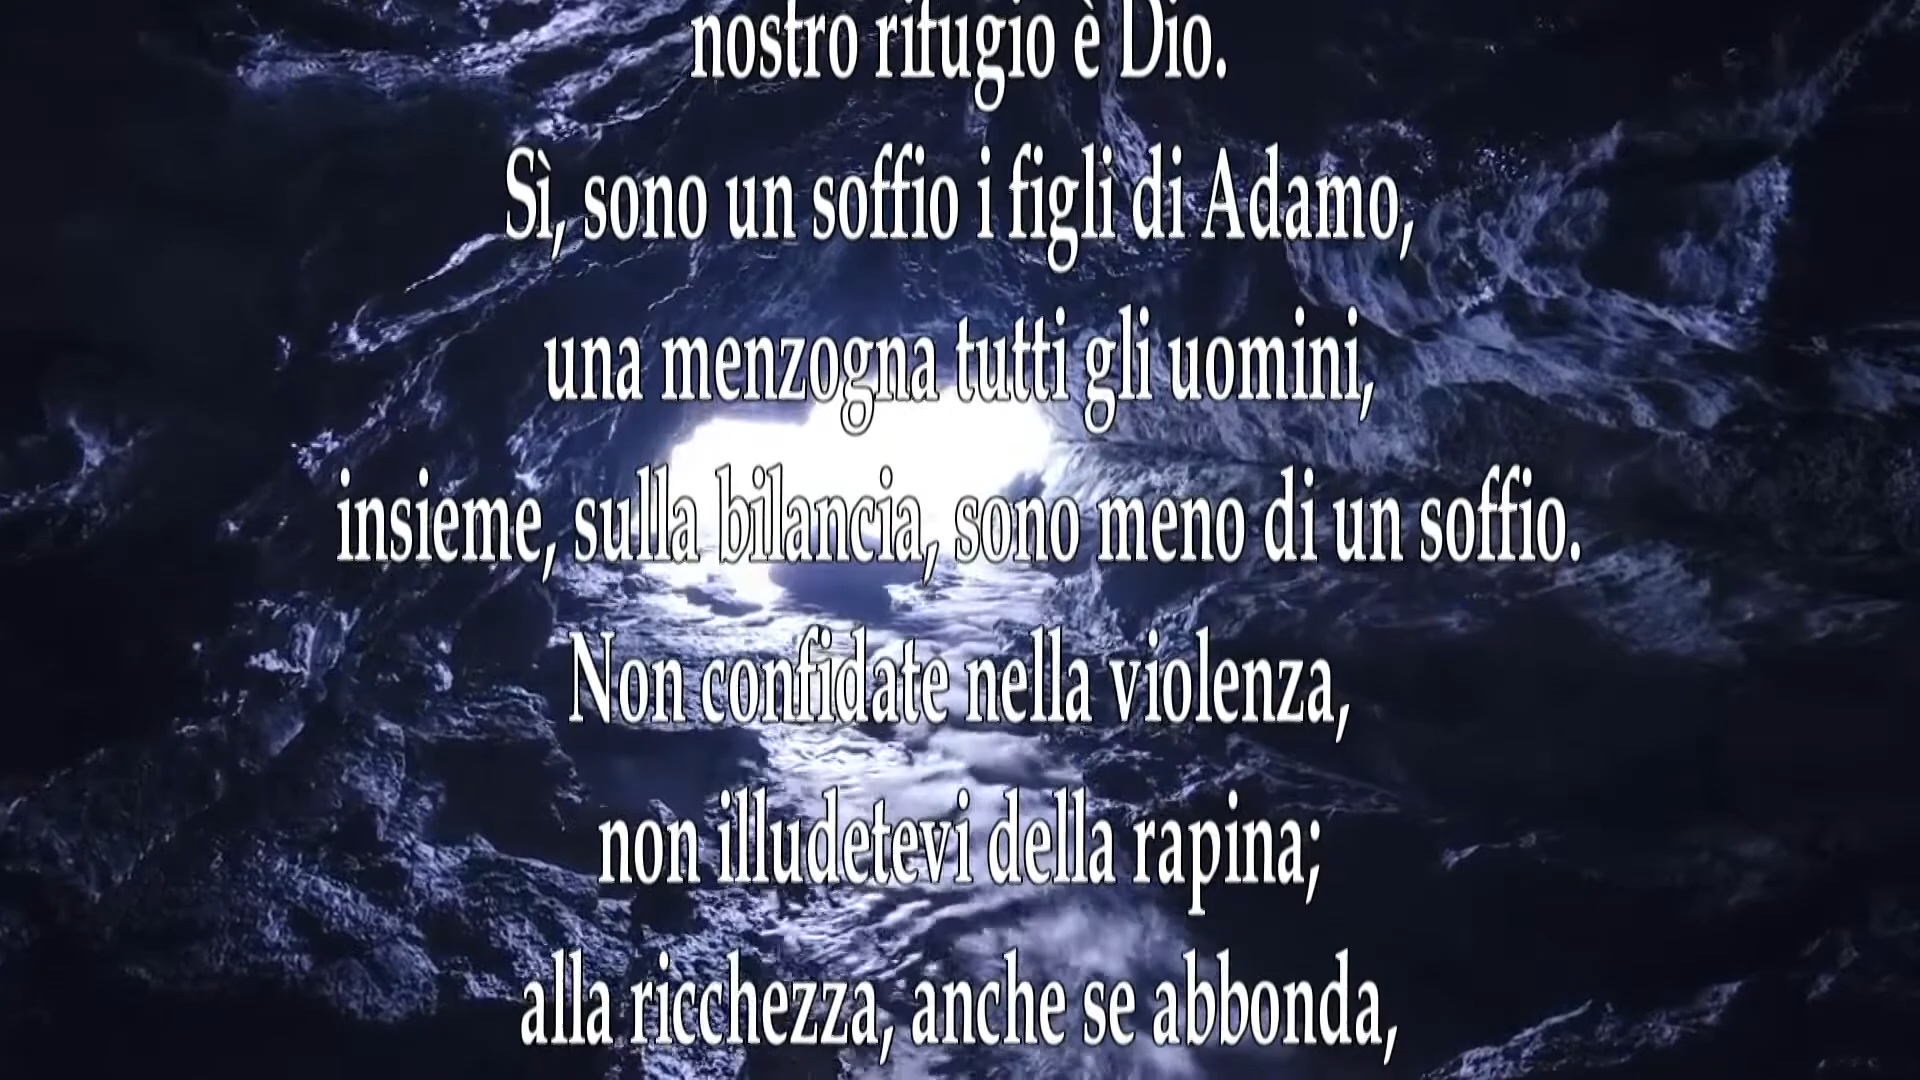 nostro rifugio è Dio.
Sì, sono un soffio i figli di Adamo,
una menzogna tutti gli uomini,
insieme, sulla bilancia, sono meno di un soffio.
Non confidate nella violenza,
non illudetevi della rapina;
alla ricchezza, anche se abbonda,